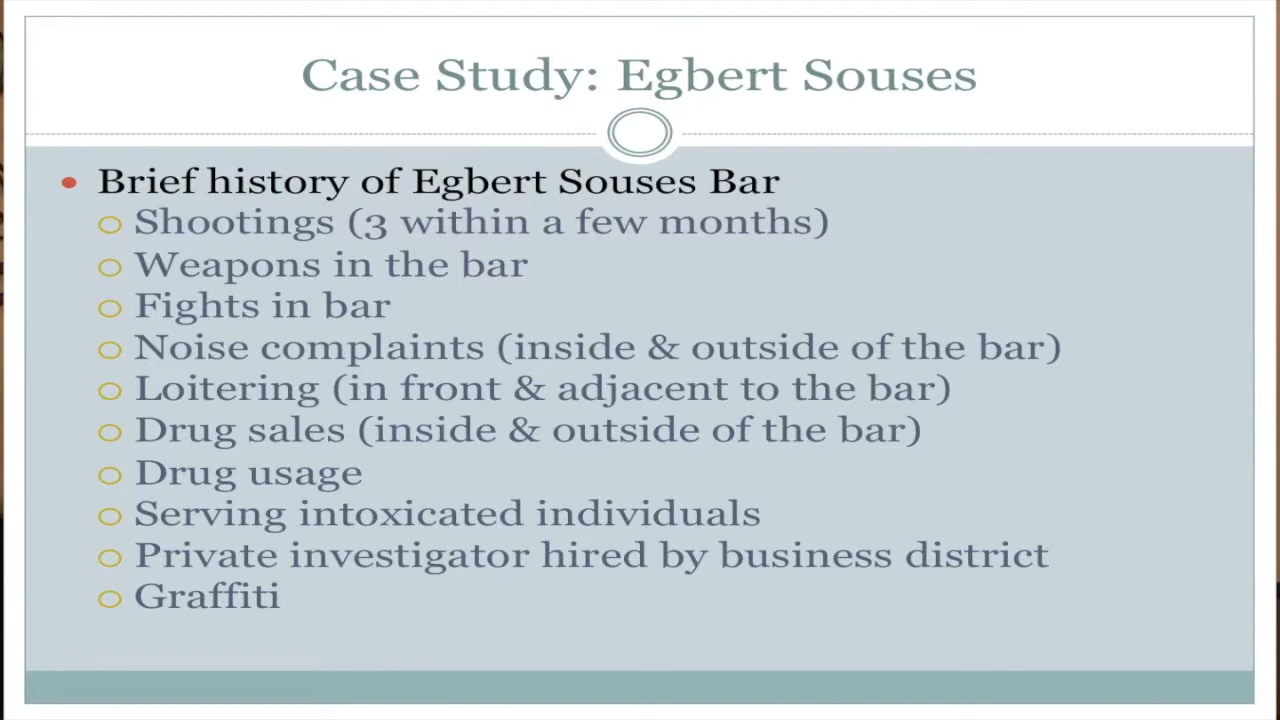 Case Study: Egbert Souses
Brief history of Egbert Souses Bar
Shootings (3 within a few months)
Weapons in the bar
Fights in bar
Noise complaints (inside & outside of the bar)
Loitering (in front & adjacent to the bar)
Drug sales (inside & outside of the bar)
Drug usage
Serving intoxicated individuals
Private investigator hired by business district
Graffiti